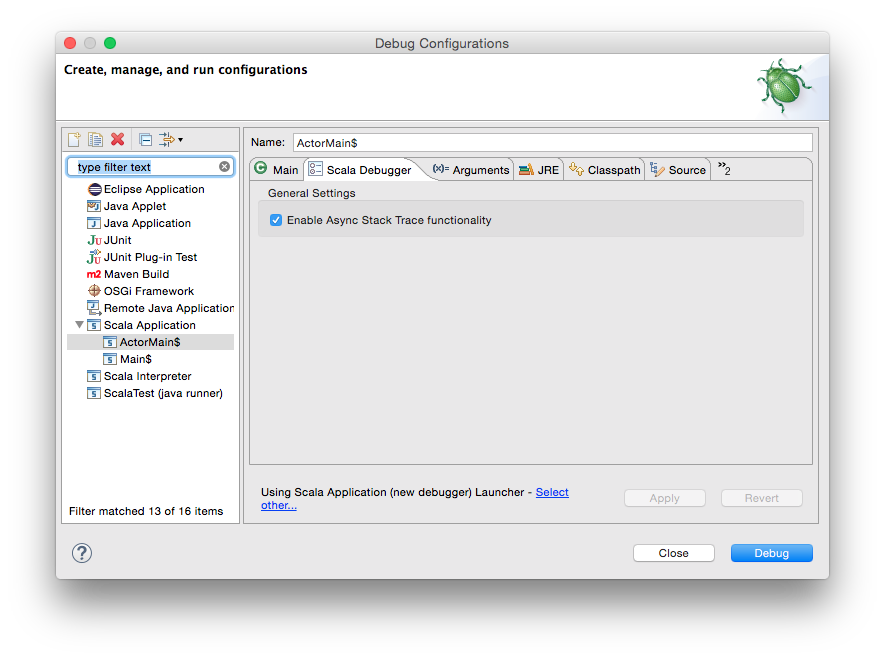 Debug Configurations
Create, manage, and run configurations
type filter text
Eclipse Application
Java Applet
Java Application
JUnit
JUnit Plug-in Test
m2 Maven Build
OSGi Framework
Remote Java Application
Scala Application
ActorMain$
Main$
Scala Interpreter
ScalaTest (java runner)
Filter matched 13 of 16 items
Name: ActorMain$
Main Scala Debugger (x)= Arguments JRE Classpath Source »2
General Settings
Enable Async Stack Trace functionality
Using Scala Application (new debugger) Launcher - Select
other...
Apply Revert
? Close Debug